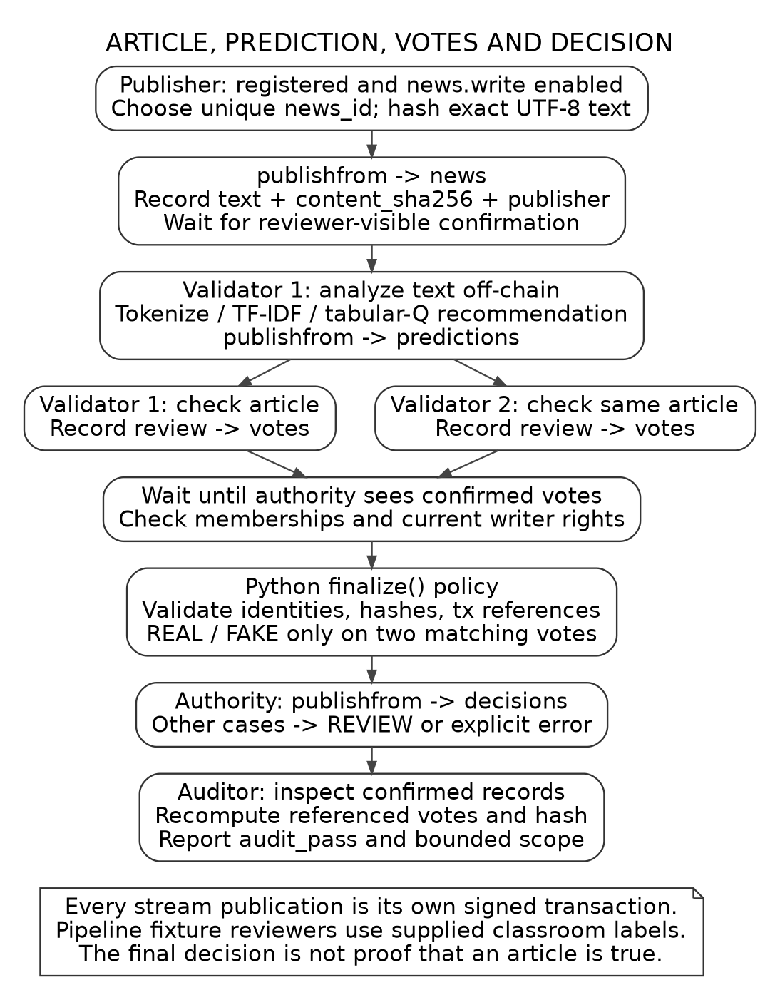 ARTICLE, PREDICTION, VOTES AND DECISION
Publisher: registered and news.write enabled
Choose unique news_id; hash exact UTF-8 text
publishfrom -> news
Record text + content_sha256 + publisher
Wait for reviewer-visible confirmation
Validator 1: analyze text off-chain
Tokenize / TF-IDF / tabular-Q recommendation
publishfrom -> predictions
Validator 1: check article
Record review -> votes
Validator 2: check same article
Record review -> votes
Wait until authority sees confirmed votes
Check memberships and current writer rights
Python finalize() policy
Validate identities, hashes, tx references
REAL / FAKE only on two matching votes
Authority: publishfrom -> decisions
Other cases -> REVIEW or explicit error
Auditor: inspect confirmed records
Recompute referenced votes and hash
Report audit_pass and bounded scope
Every stream publication is its own signed transaction.
Pipeline fixture reviewers use supplied classroom labels.
The final decision is not proof that an article is true.